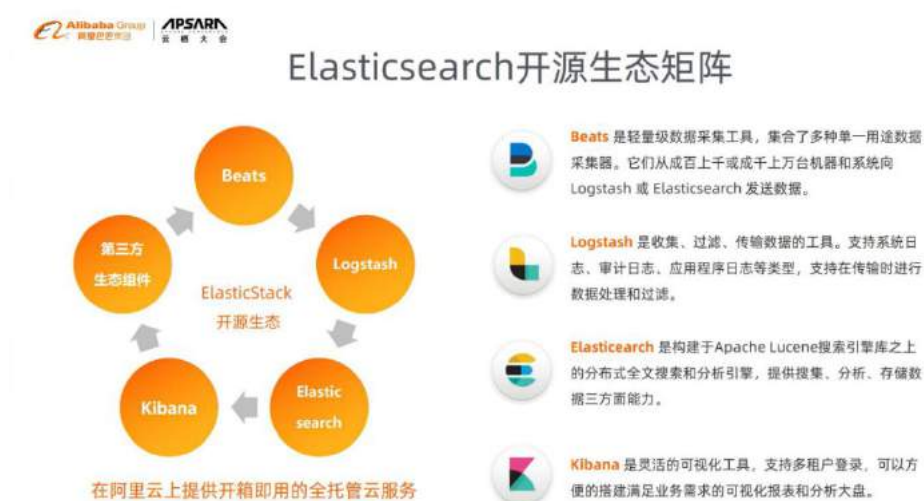 Alibaba Group
阿里巴巴集团
APSARA
云栖大会
Elasticsearch开源生态矩阵
Beats
Logstash
Elastic
search
Kibana
第三方
生态组件
ElasticStack
开源生态
在阿里云上提供开箱即用的全托管云服务
Beats 是轻量级数据采集工具，集合了多种单一用途数据
采集器。它们从成百上千或成千上万台机器和系统向
Logstash 或 Elasticsearch 发送数据。
Logstash 是收集、过滤、传输数据的工具。支持系统日
志、审计日志、应用程序日志等类型，支持在传输时进行
数据处理和过滤。
Elasticearch 是构建于Apache Lucene搜索引擎库之上
的分布式全文搜索和分析引擎，提供搜集、分析、存储数
据三方面能力。
Kibana 是灵活的可视化工具，支持多租户登录，可以方
便的搭建满足业务需求的可视化报表和分析大盘。